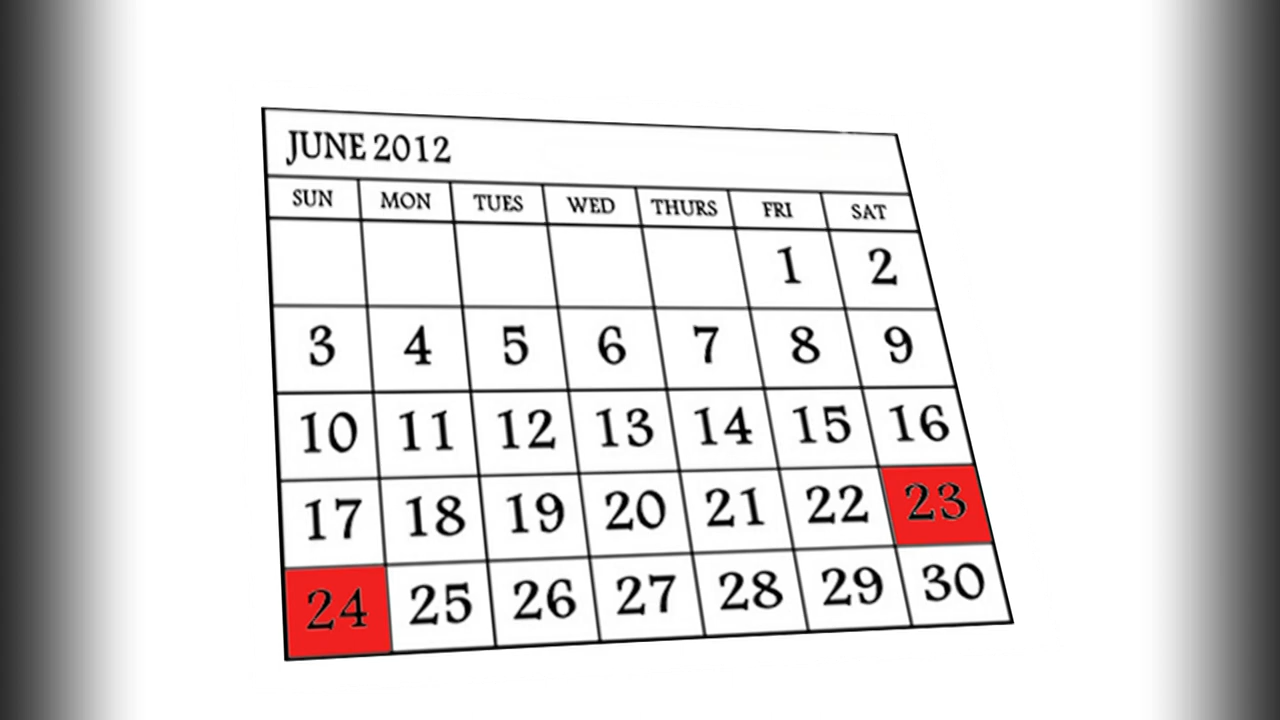 JUNE 2012
SUN MON TUES WED THURS FRI SAT
1 2
3 4 5 6 7 8 9
10 11 12 13 14 15 16
17 18 19 20 21 22 23
24 25 26 27 28 29 30